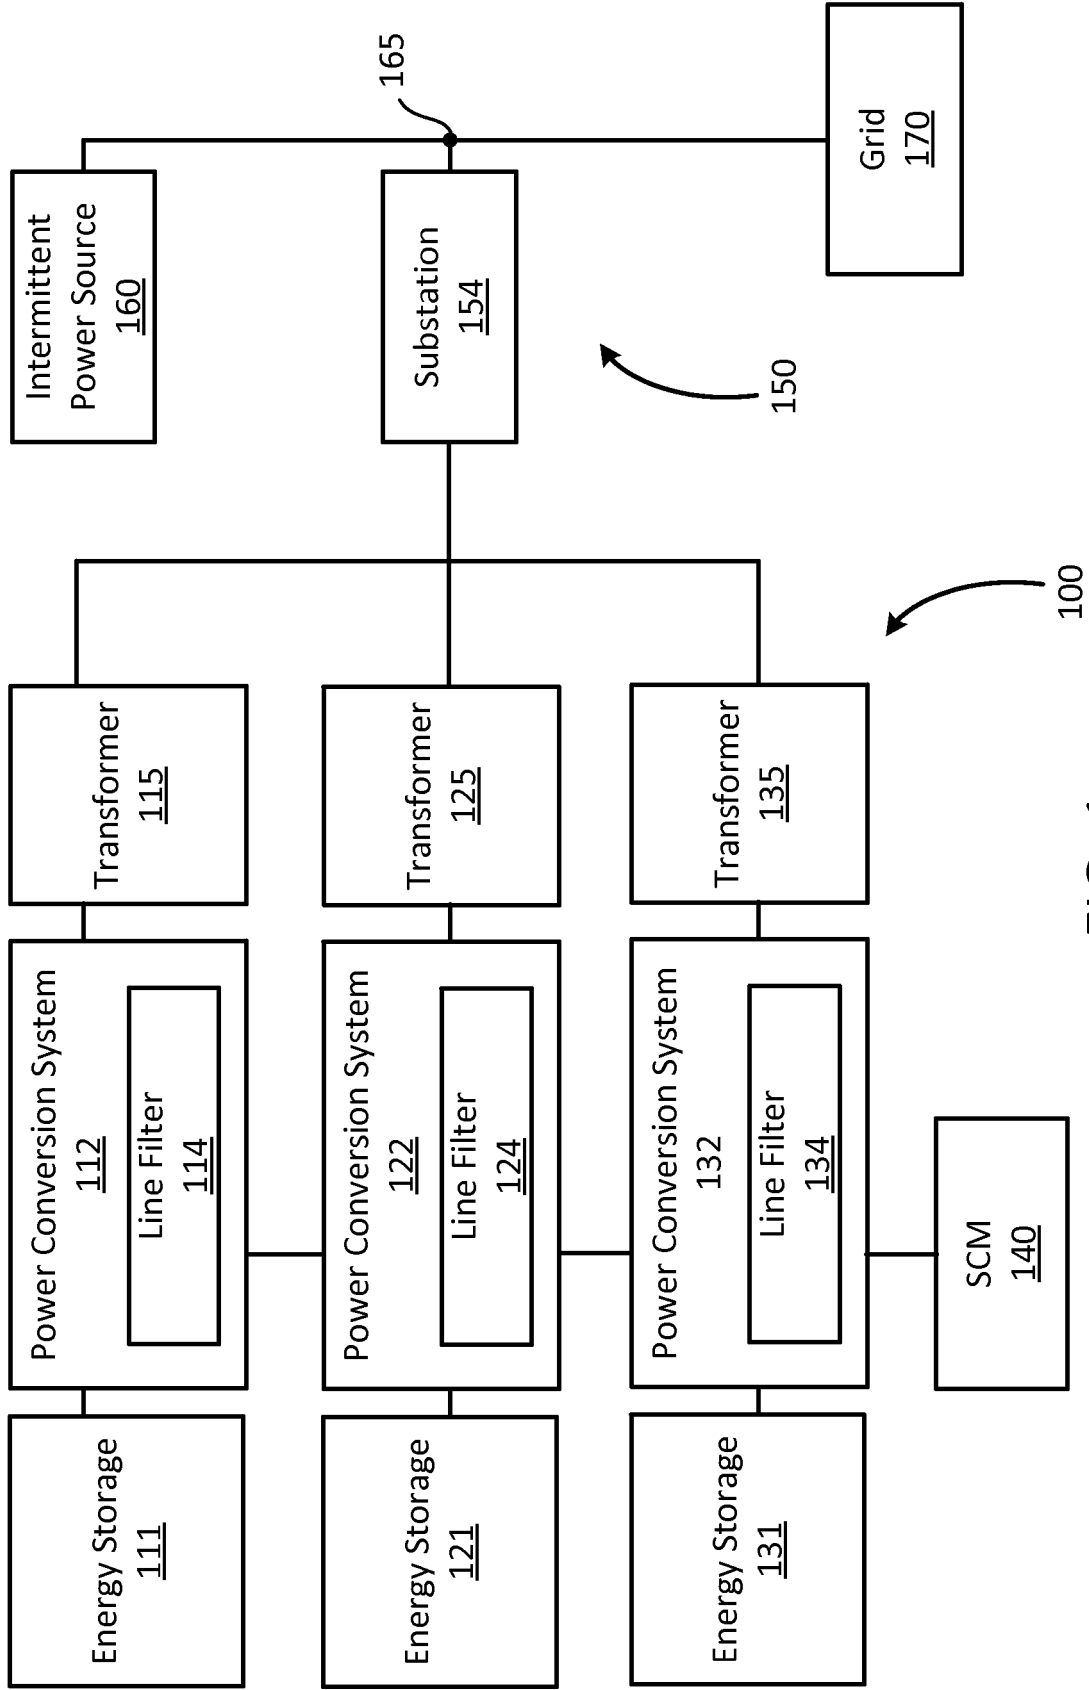 Energy Storage
111
Power Conversion System
112
Line Filter
114
Transformer
115
Intermittent
Power Source
160
Energy Storage
121
Power Conversion System
122
Line Filter
124
Transformer
125
Substation
154
165
Energy Storage
131
Power Conversion System
132
Line Filter
134
Transformer
135
150
Grid
170
SCM
140
100